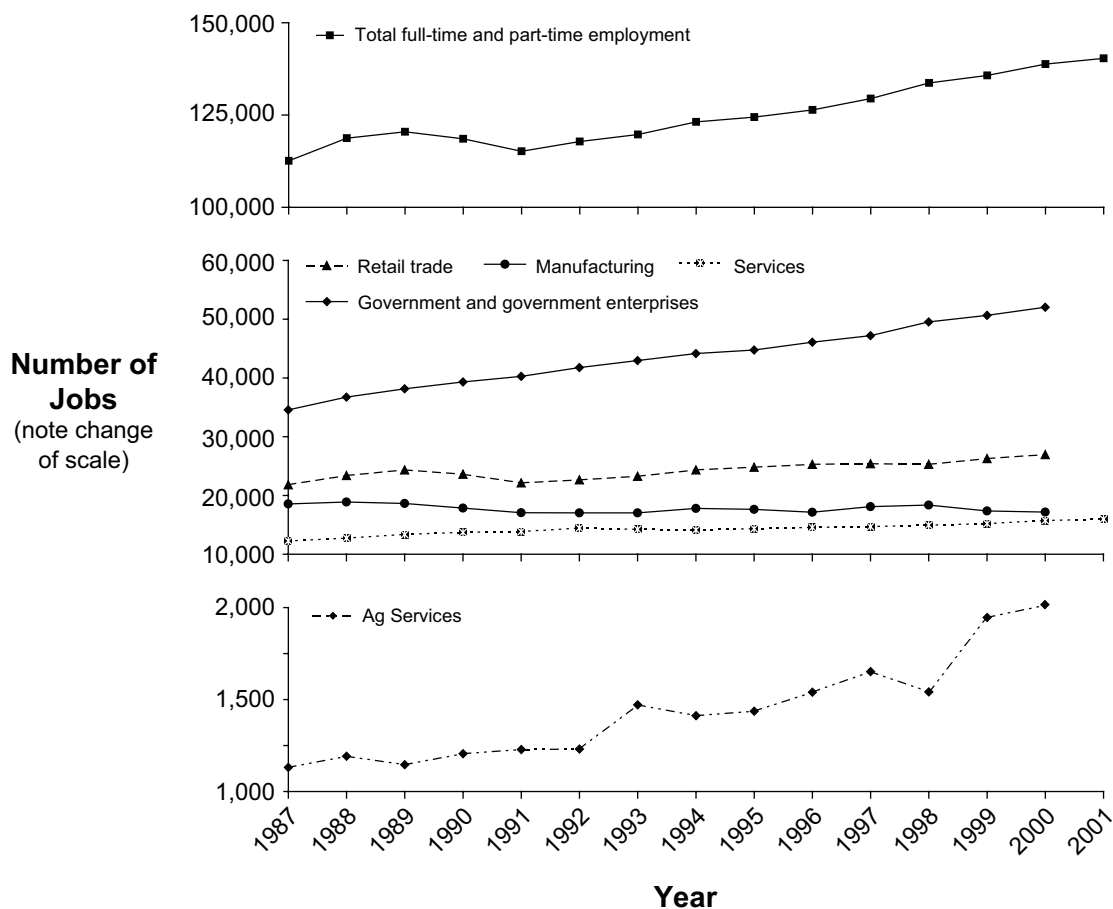 150,000
Total full-time and part-time employment
125,000
100,000
60,000
Retail trade Manufacturing Services
Government and government enterprises
50,000
40,000
30,000
20,000
10,000
Number of
Jobs
(note change
of scale)
2,000
Ag Services
1,500
1,000
1987 1988 1989 1990 1991 1992 1993 1994 1995 1996 1997 1998 1999 2000 2001
Year